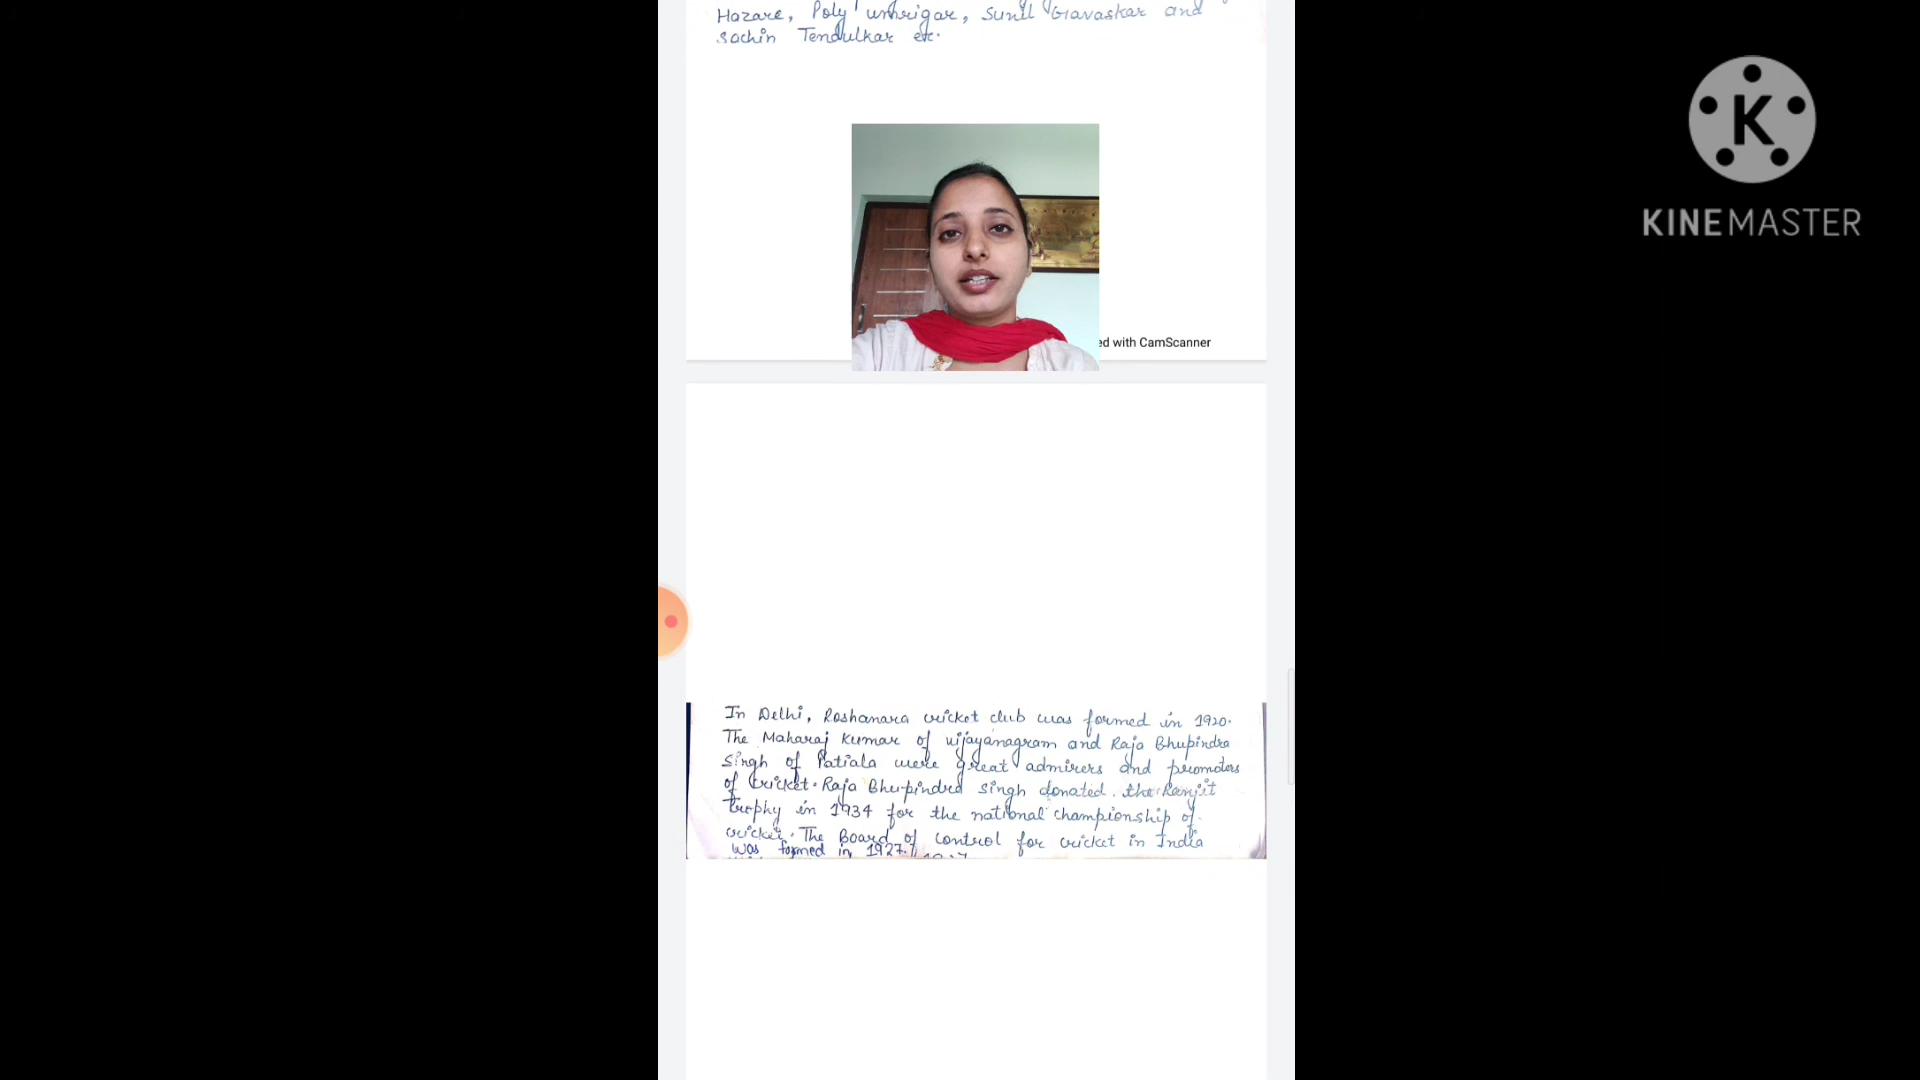 Hazare, Poly umrigar, Sunil Gavaskar and
Sachin Tendulkar etc.
ed with CamScanner
K
KINEMASTER
In Delhi, Roshanara cricket club was formed in 1920.
The Maharaj Kumar of vijayanagram and Raja Bhupindra
Singh of Patiala were great admirers and promoters
of cricket. Raja Bhupindra Singh donated the Ranjit
Trophy in 1934 for the national championship of
cricket. The Board of control for cricket in India
was formed in 1927.